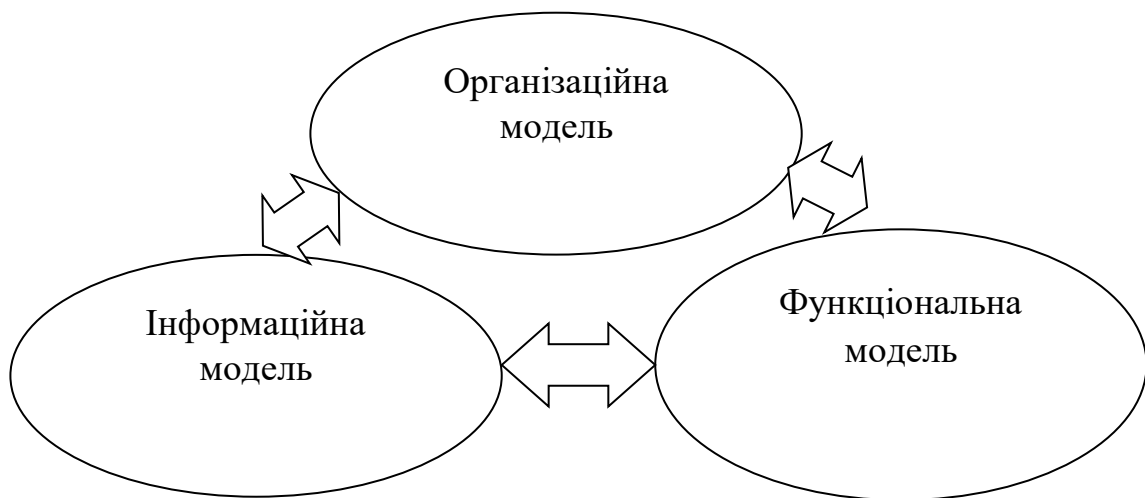 Організаційна
модель
Інформаційна
модель
Функціональна
модель